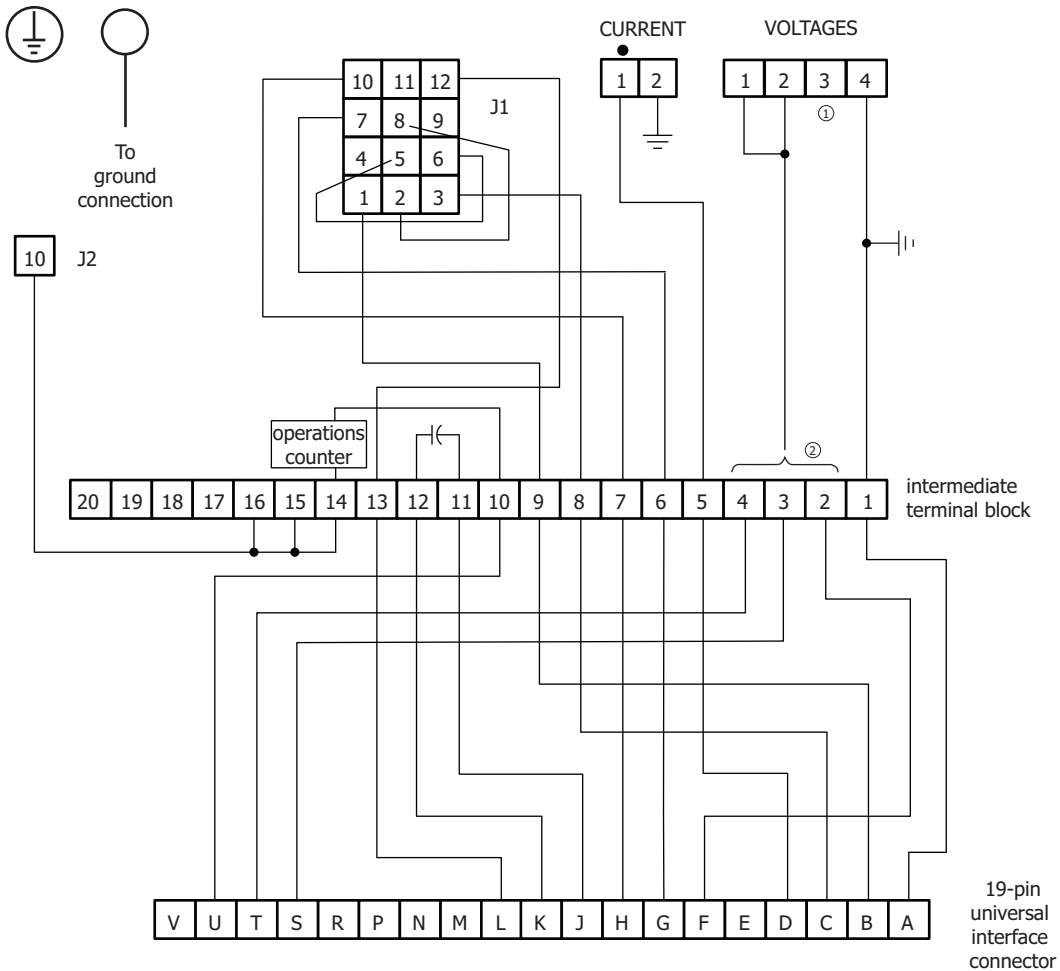 CURRENT
VOLTAGES
1 2
1 2 3 4
①
10 11 12
7 8 9
4 5 6
1 2 3
J1
To
ground
connection
10 J2
operations
counter
②
20 19 18 17 16 15 14 13 12 11 10 9 8 7 6 5 4 3 2 1
intermediate
terminal block
V U T S R P N M L K J H G F E D C B A
19-pin
universal
interface
connector